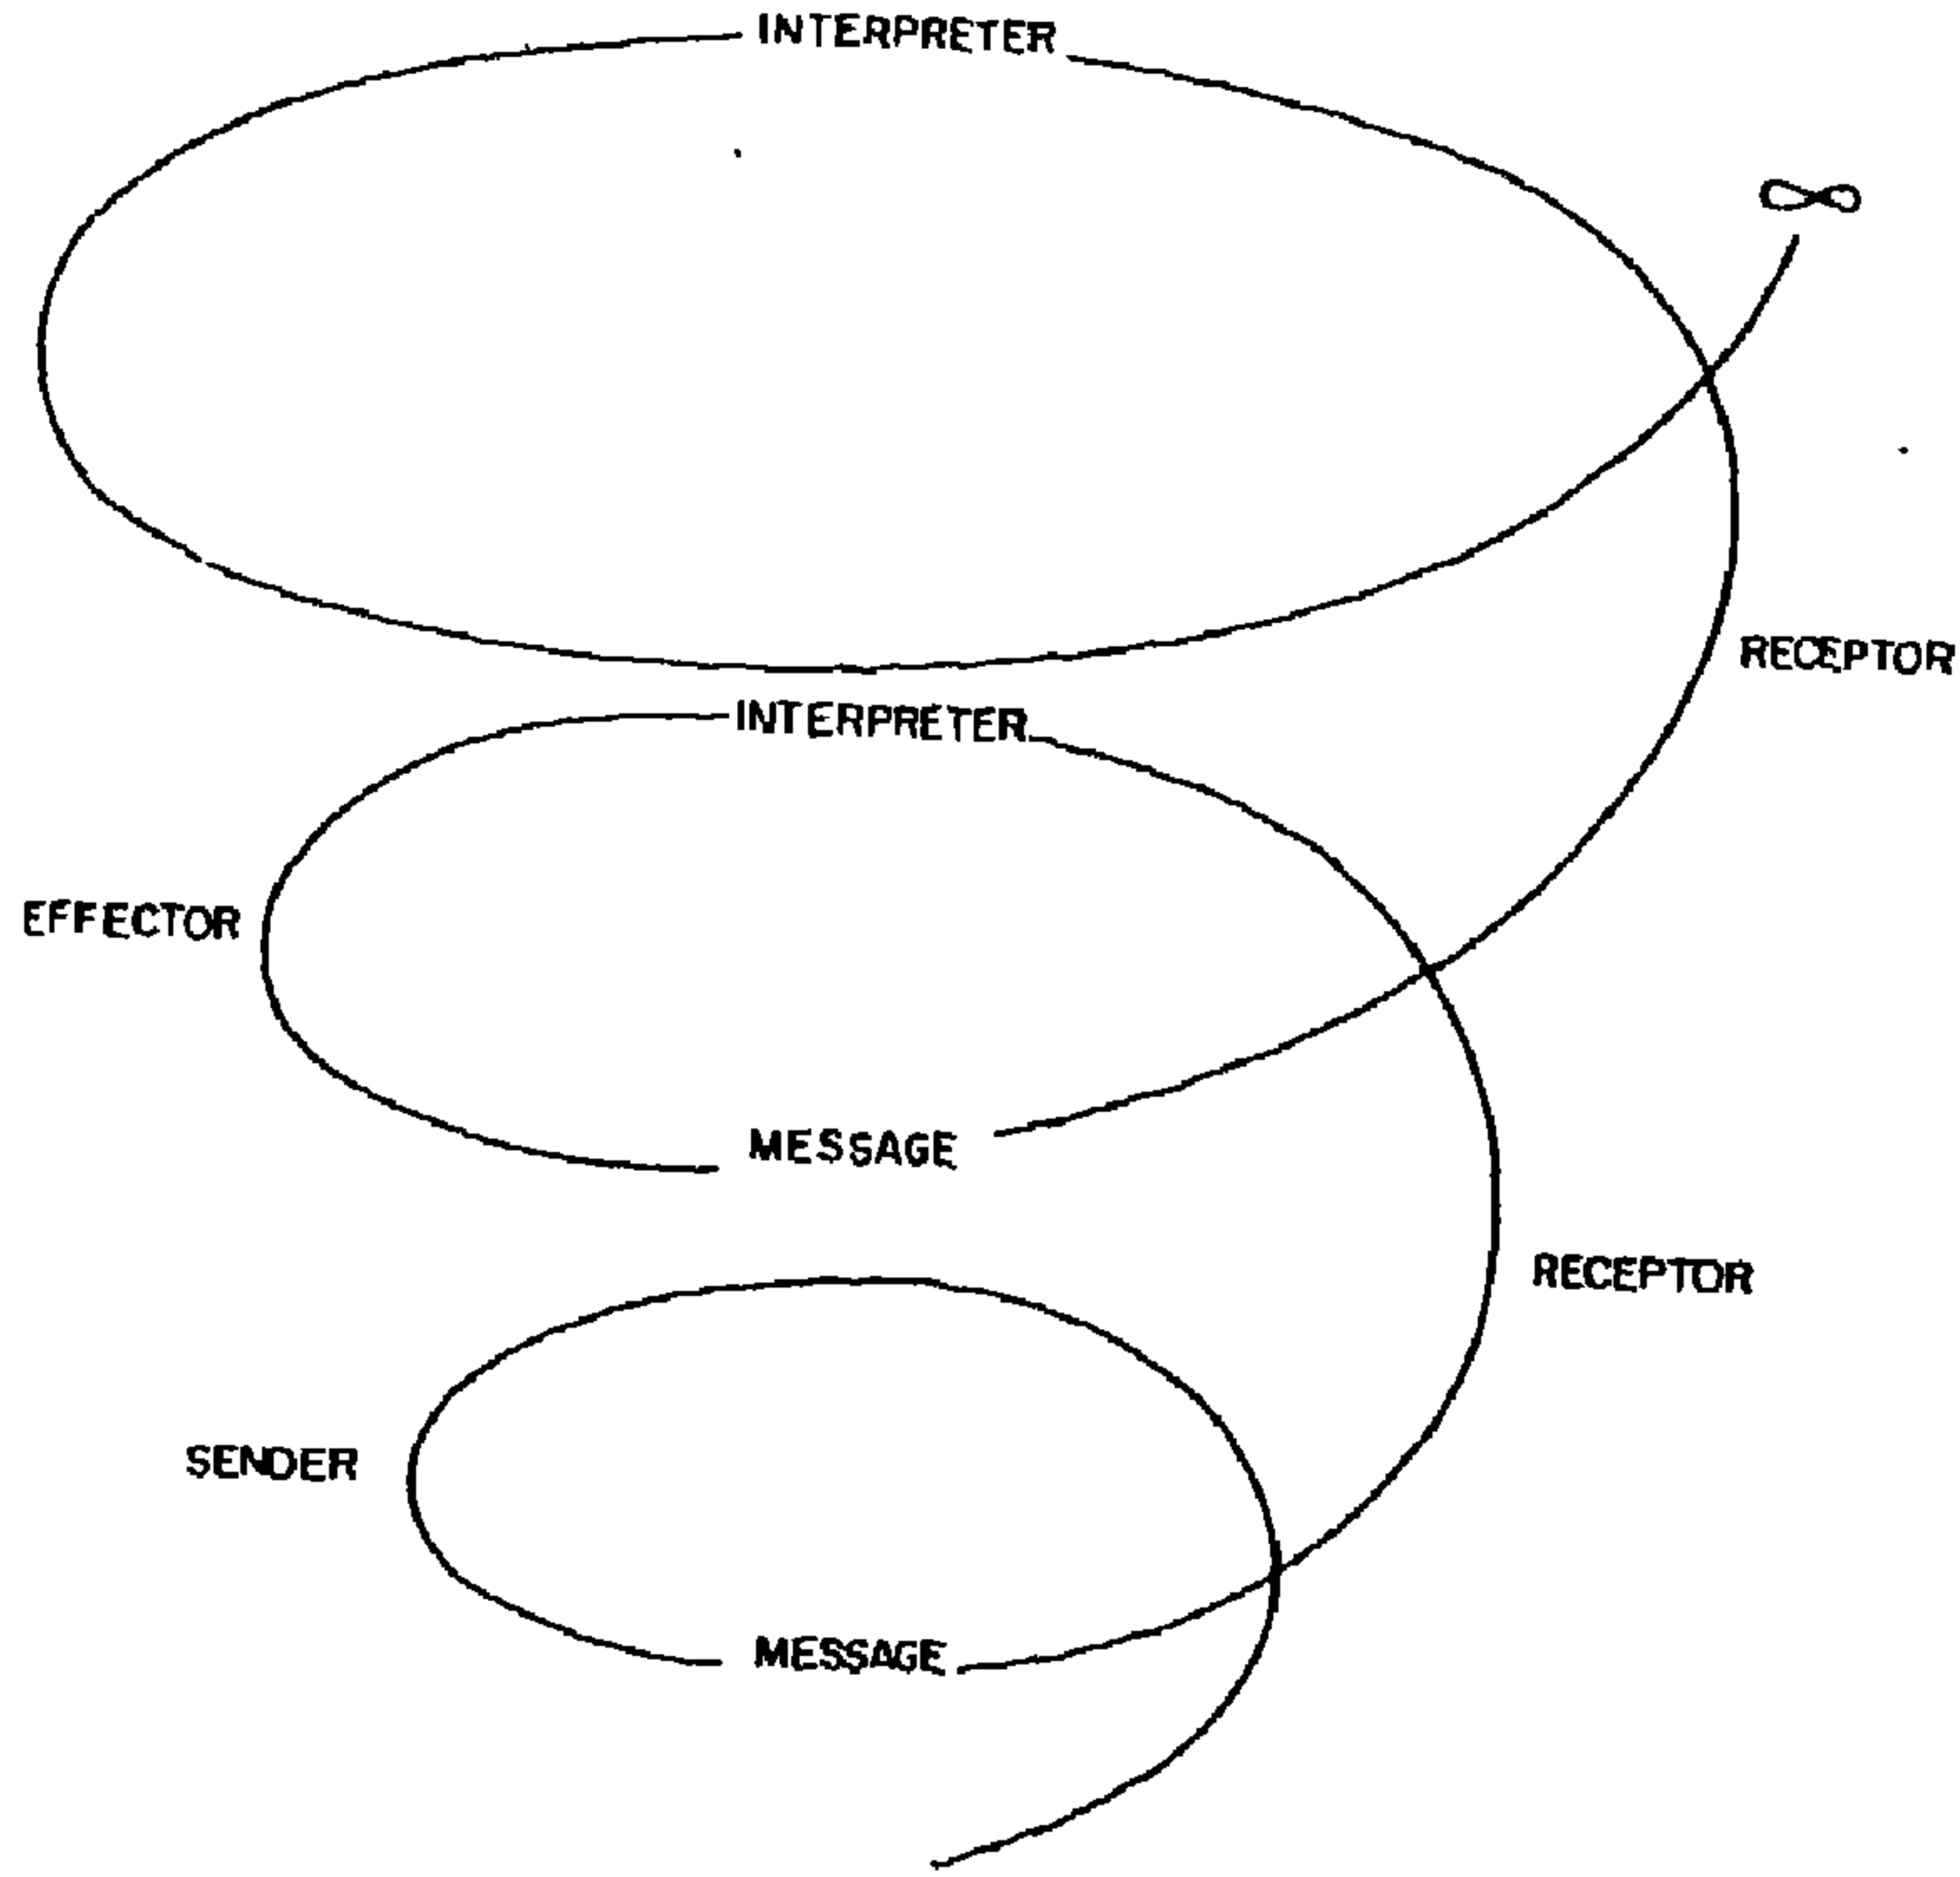 INTERPRETER
∞
RECEPTOR
INTERPRETER
EFFECTOR
MESSAGE
RECEPTOR
SENDER
MESSAGE